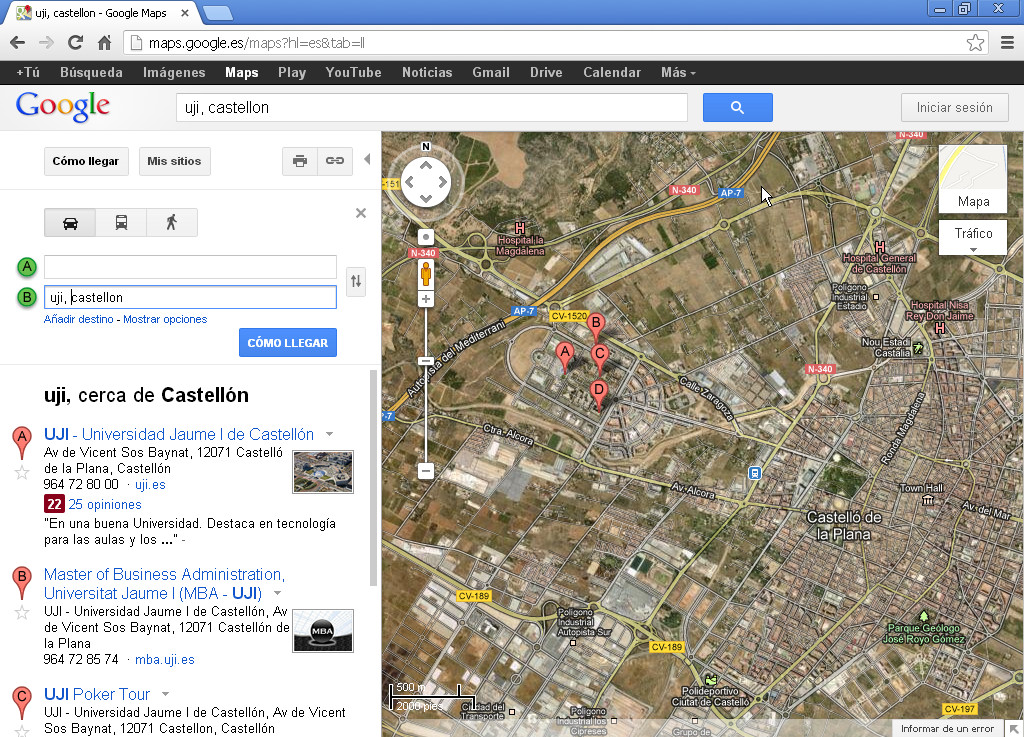 uji, castellon - Google Maps
maps.google.es/maps?hl=es&tab=ll
+Tú Búsqueda Imágenes Maps Play YouTube Noticias Gmail Drive Calendar Más
Google
uji, castellon
Iniciar sesión
Cómo llegar
Mis sitios
A
B
uji, castellon
Añadir destino - Mostrar opciones
CÓMO LLEGAR
uji, cerca de Castellón
A
UJI - Universidad Jaume I de Castellón
Av de Vicent Sos Baynat, 12071 Castelló
de la Plana, Castellón
964 72 80 00 · uji.es
22 25 opiniones
"En una buena Universidad. Destaca en tecnología
para las aulas y los ..." -
B
Master of Business Administration,
Universitat Jaume I (MBA - UJI)
UJI - Universidad Jaume I de Castellón, Av
de Vicent Sos Baynat, 12071 Castellón de
la Plana
964 72 85 74 · mba.uji.es
MBA
C
UJI Poker Tour
UJI - Universidad Jaume I de Castellón, Av de Vicent
Sos Baynat, 12071 Castellon, Castellón
N
N-340
Mapa
Tráfico
N-340
AP-7
H
Hospital la
Magdalena
N-340
H
Hospital General
de Castellón
Polígono
Industrial
Estadio
Hospital Nisa
Rey Don Jaime
H
AP-7
CV-1520
B
Nou Estadi
Castalia
Autopista del Mediterrani
A
C
N-340
D
Calle Zaragoza
Ronda Magdalena
Ctra-Alcora
Av-Alcora
Town Hall
Av-del Mar
Castelló de
la Plana
CV-189
Polígono
Industrial
Autopista Sur
Parque Geólogo
José Royo Gómez
CV-189
Polideportivo
Ciutat de Castello
500 m
2000 pies
Ciudad del
Transporte
Polígono
Industrial los
Cipreses
Grupo de
CV-197
Informar de un error